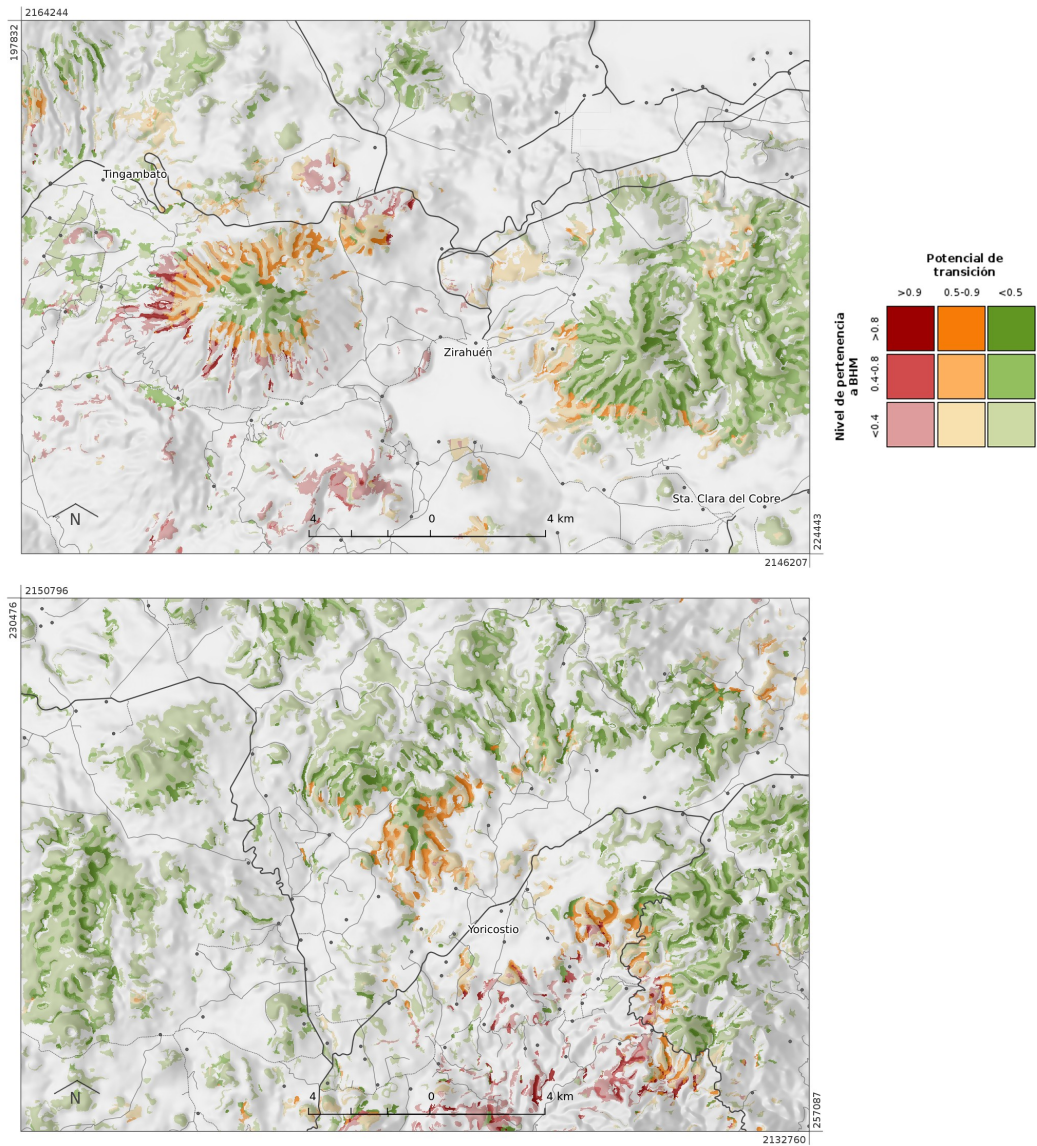 2164244
197832
Tingambato
Zirahuén
Sta. Clara del Cobre
N
4 0 4 km
224443
2146207
Potencial de
transición
>0.9 0.5-0.9 <0.5
Nivel de pertenencia
a BHM
>0.8
0.4-0.8
<0.4
2150796
230476
Yoricostio
N
4 0 4 km
257087
2132760